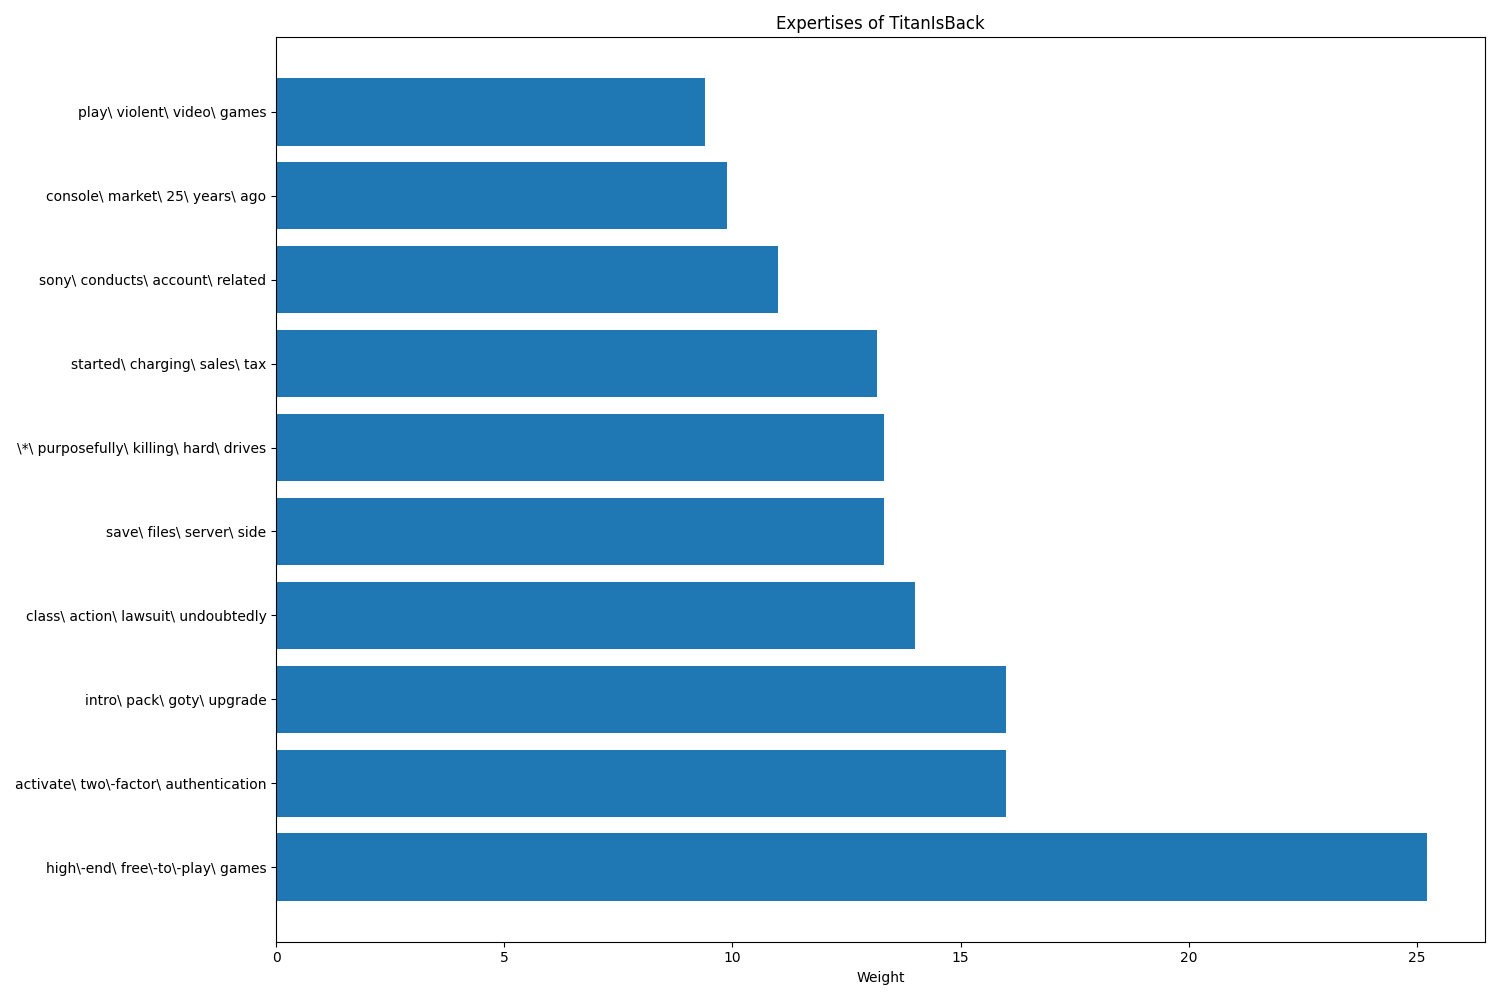 Expertises of TitanIsBack
play\ violent\ video\ games
console\ market\ 25\ years\ ago
sony\ conducts\ account\ related
started\ charging\ sales\ tax
\*\ purposefully\ killing\ hard\ drives
save\ files\ server\ side
class\ action\ lawsuit\ undoubtedly
intro\ pack\ goty\ upgrade
activate\ two\-factor\ authentication
high\-end\ free\-to\-play\ games
0 5 10 15 20 25
Weight